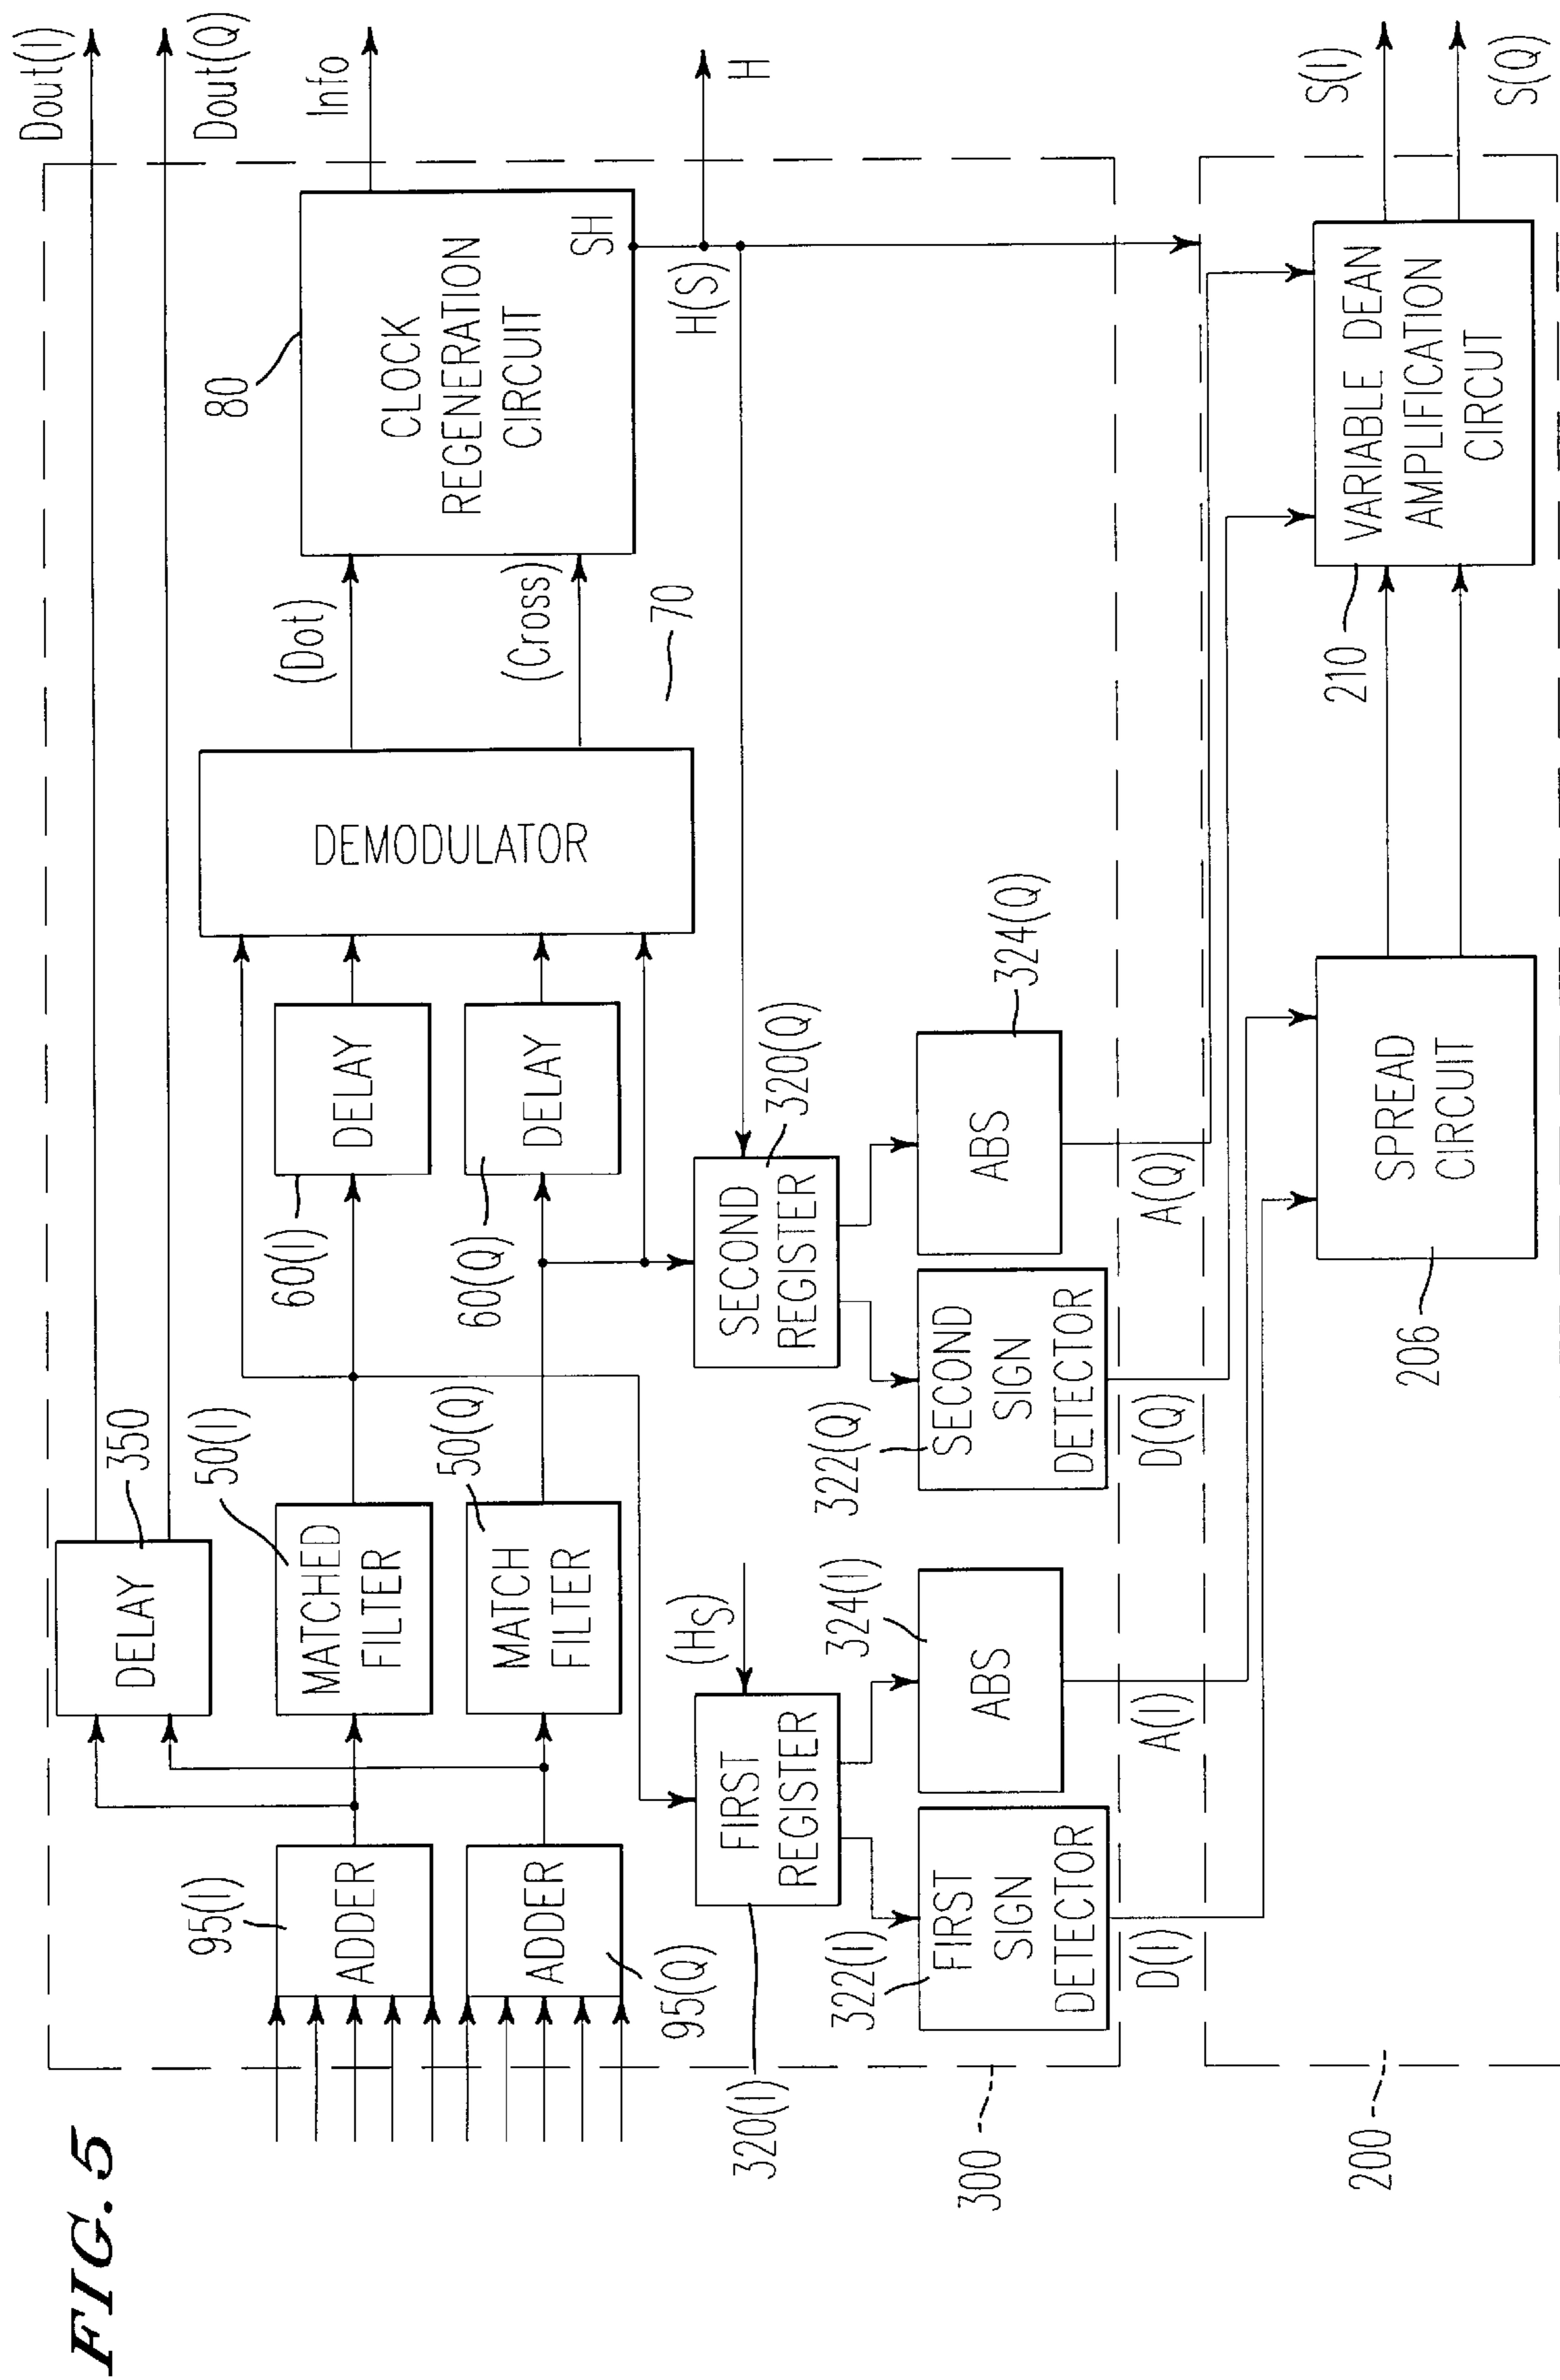 FIG. 5
Dout(I)
Dout(Q)
350
DELAY
50(I)
95(I)
ADDER
MATCHED
FILTER
60(I)
DELAY
(Dot)
80
CLOCK
REGENERATION
CIRCUIT
SH
Info
95(Q)
ADDER
50(Q)
MATCH
FILTER
60(Q)
DELAY
DEMODULATOR
(Cross)
70
H(S)
H
320(I)
FIRST
REGISTER
(HS)
SECOND
REGISTER
320(Q)
322(I)
FIRST
SIGN
DETECTOR
324(I)
ABS
322(Q)
SECOND
SIGN
DETECTOR
324(Q)
ABS
300
D(I)
A(I)
D(Q)
A(Q)
200
206
SPREAD
CIRCUIT
210
VARIABLE DEAN
AMPLIFICATION
CIRCUT
S(I)
S(Q)